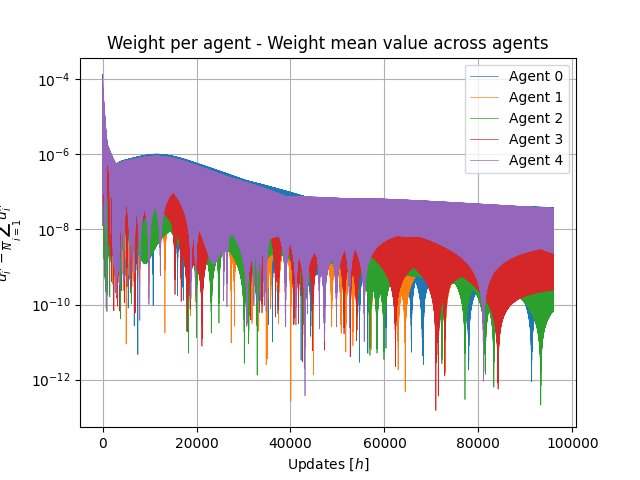 Weight per agent - Weight mean value across agents
10⁻⁴
10⁻⁶
10⁻⁸
10⁻¹⁰
10⁻¹²
Agent 0
Agent 1
Agent 2
Agent 3
Agent 4
0
20000
40000
60000
80000
100000
Updates [h]